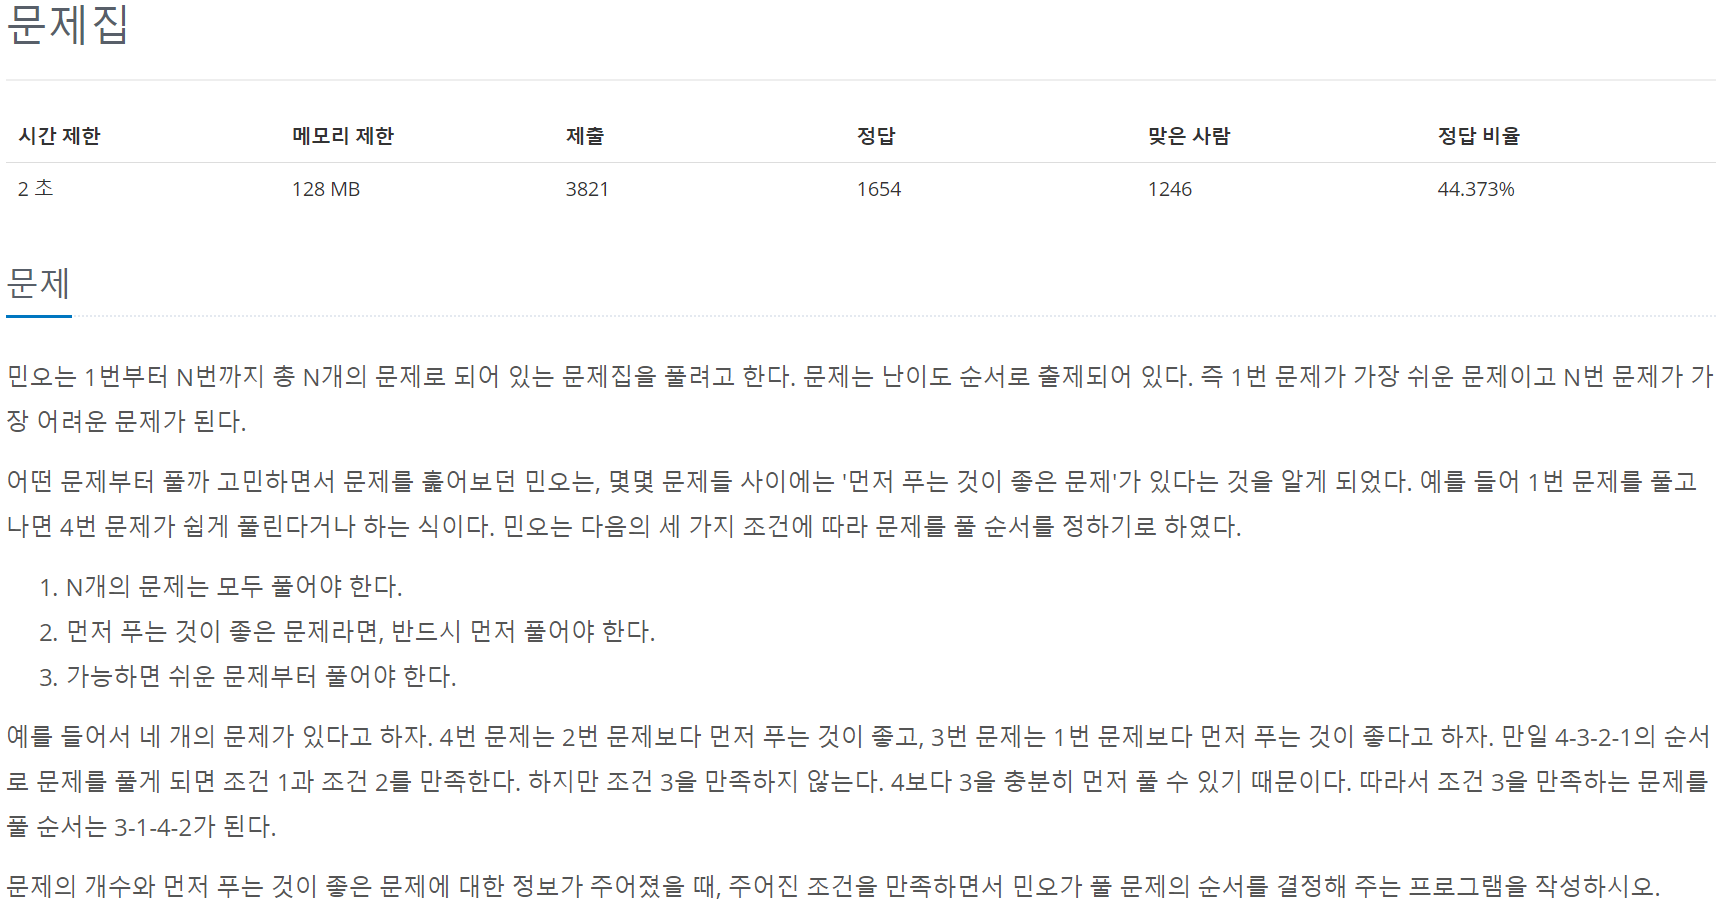 문제집
시간 제한 메모리 제한 제출 정답 맞은 사람 정답 비율
2 초 128 MB 3821 1654 1246 44.373%
문제
민오는 1번부터 N번까지 총 N개의 문제로 되어 있는 문제집을 풀려고 한다. 문제는 난이도 순서로 출제되어 있다. 즉 1번 문제가 가장 쉬운 문제이고 N번 문제가 가
장 어려운 문제가 된다.
어떤 문제부터 풀까 고민하면서 문제를 훑어보던 민오는, 몇몇 문제들 사이에는 '먼저 푸는 것이 좋은 문제'가 있다는 것을 알게 되었다. 예를 들어 1번 문제를 풀고
나면 4번 문제가 쉽게 풀린다거나 하는 식이다. 민오는 다음의 세 가지 조건에 따라 문제를 풀 순서를 정하기로 하였다.
1. N개의 문제는 모두 풀어야 한다.
2. 먼저 푸는 것이 좋은 문제라면, 반드시 먼저 풀어야 한다.
3. 가능하면 쉬운 문제부터 풀어야 한다.
예를 들어서 네 개의 문제가 있다고 하자. 4번 문제는 2번 문제보다 먼저 푸는 것이 좋고, 3번 문제는 1번 문제보다 먼저 푸는 것이 좋다고 하자. 만일 4-3-2-1의 순서
로 문제를 풀게 되면 조건 1과 조건 2를 만족한다. 하지만 조건 3을 만족하지 않는다. 4보다 3을 충분히 먼저 풀 수 있기 때문이다. 따라서 조건 3을 만족하는 문제를
풀 순서는 3-1-4-2가 된다.
문제의 개수와 먼저 푸는 것이 좋은 문제에 대한 정보가 주어졌을 때, 주어진 조건을 만족하면서 민오가 풀 문제의 순서를 결정해 주는 프로그램을 작성하시오.